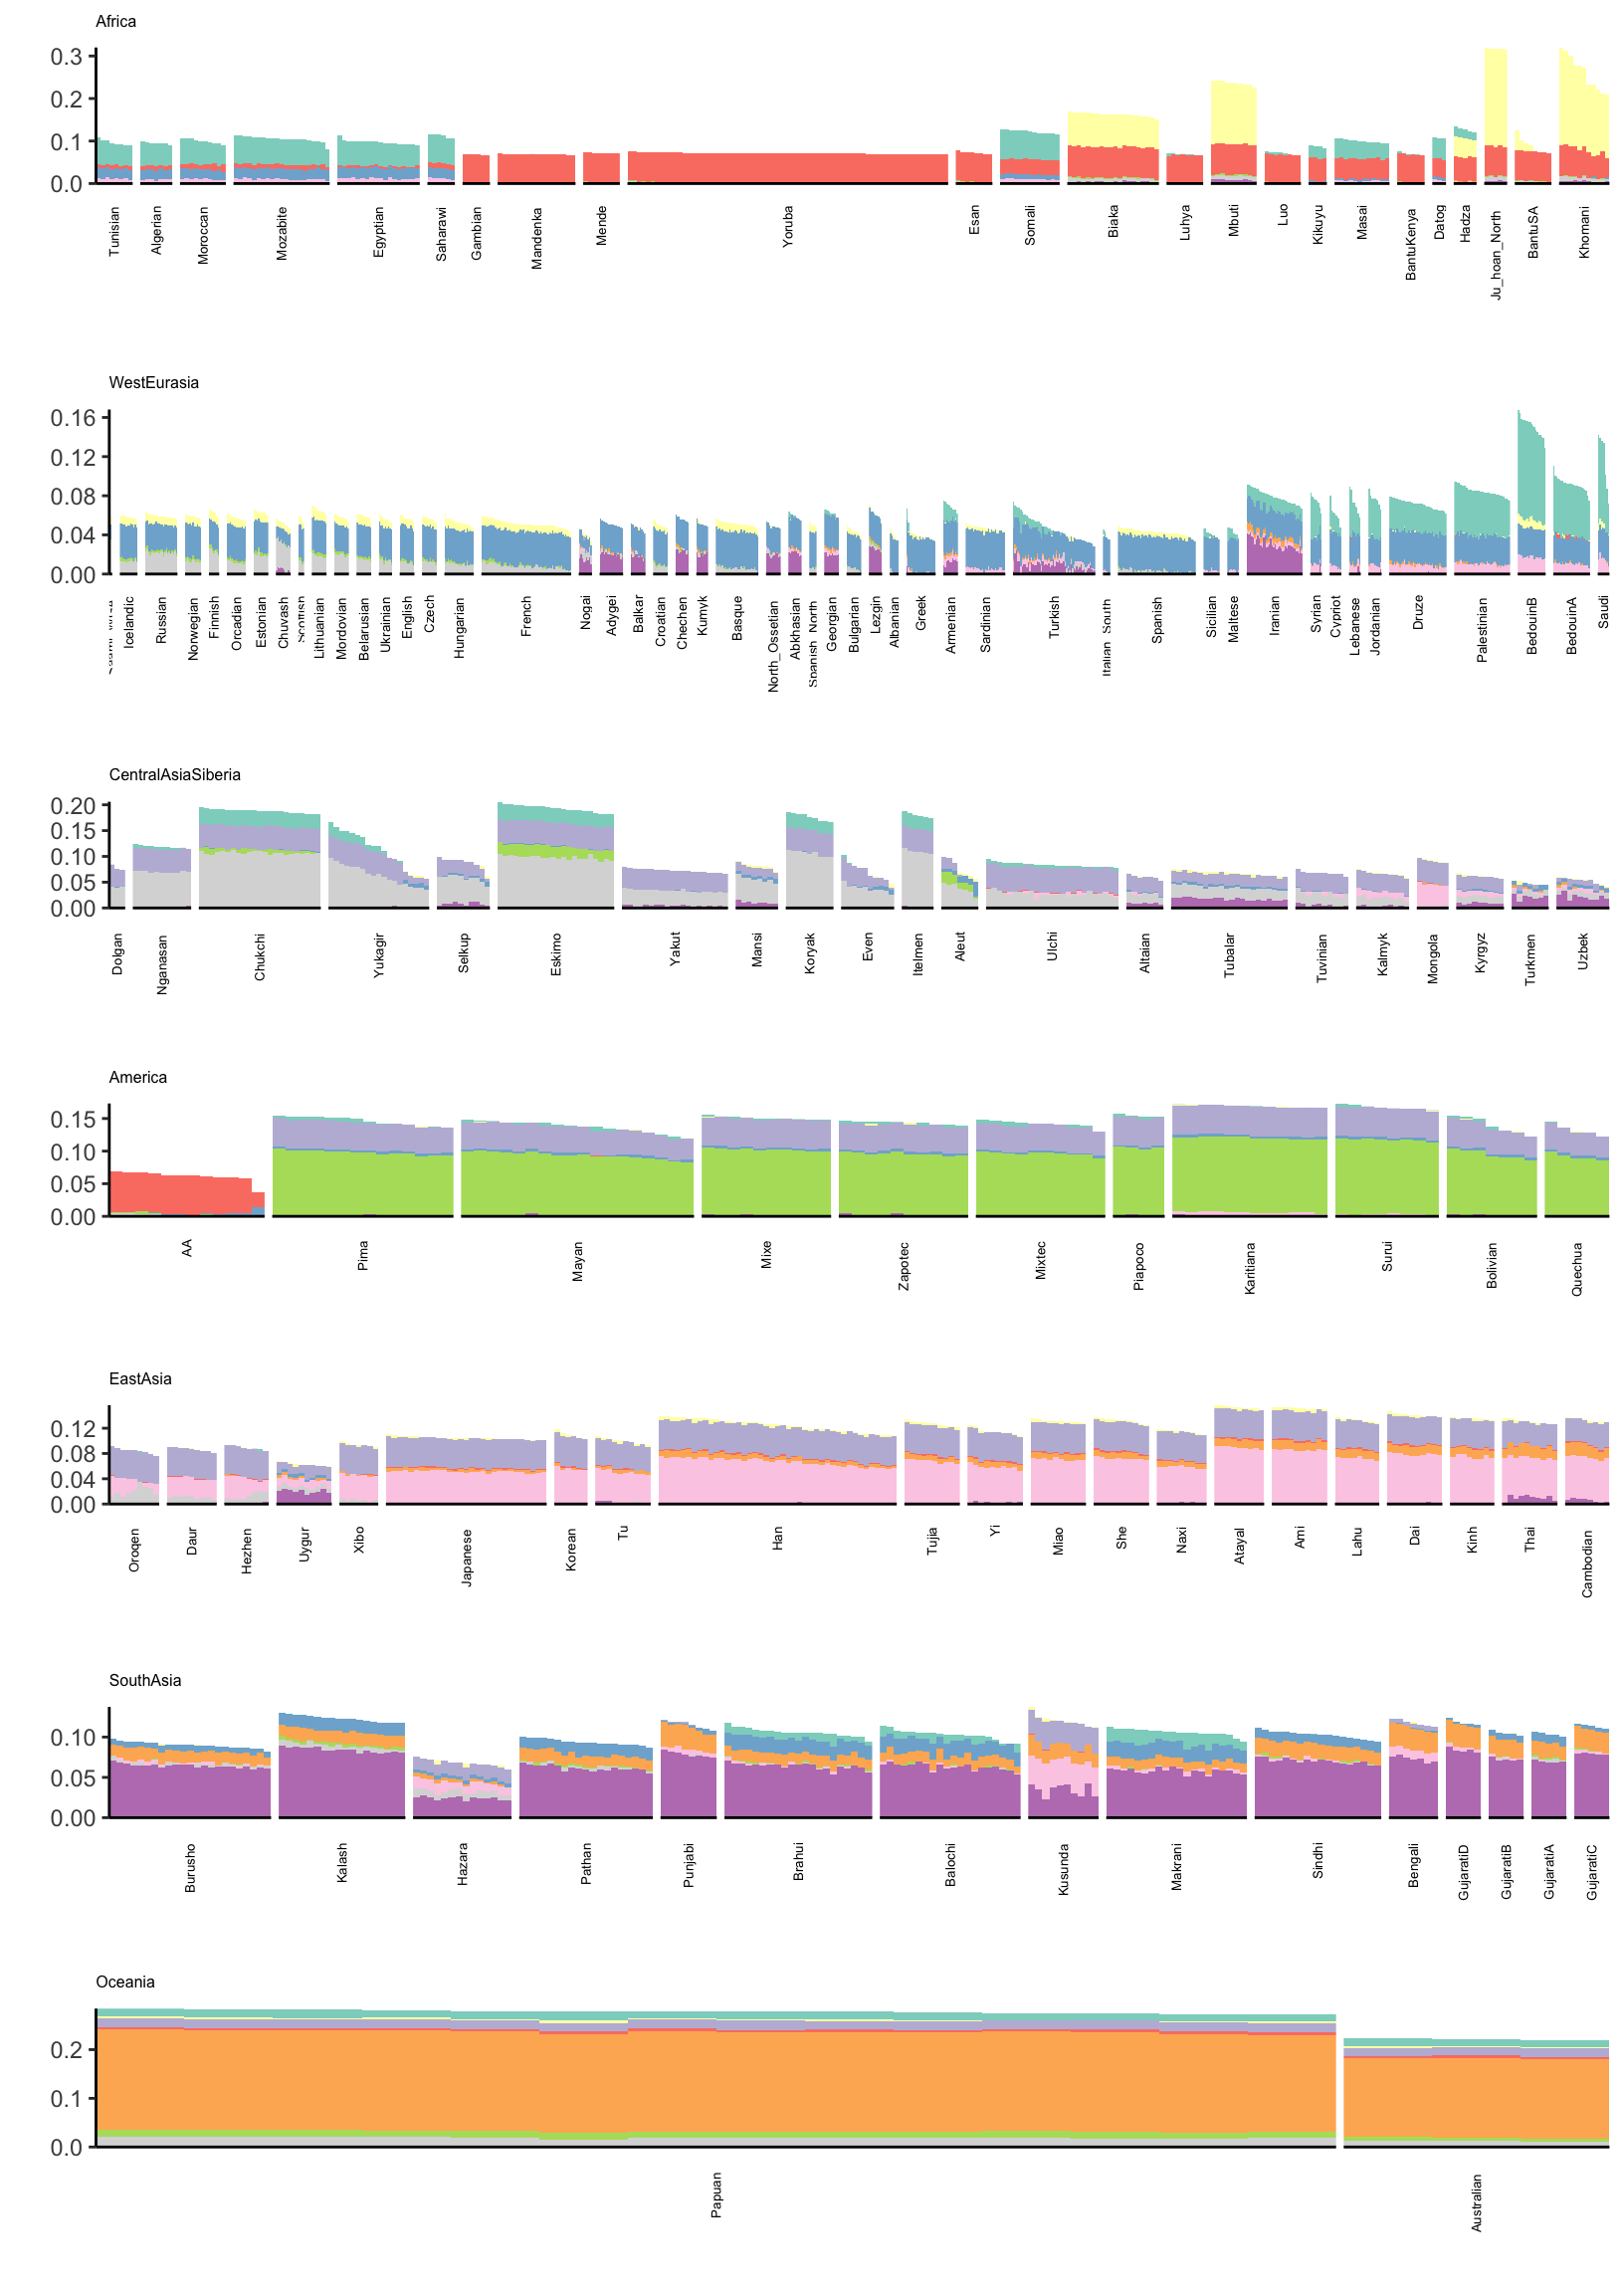 Africa
0.3
0.2
0.1
0.0
Tunisian Algerian Moroccan Mozabite Egyptian Saharawi Gambian Mandenka Mende Yoruba Esan Somali Biaka Luhya Mbuti Luo Kikuyu Masai BantuKenya Datog Hadza Ju_hoan_North BantuSA Khomani
WestEurasia
0.16
0.12
0.08
0.04
0.00
Icelandic Russian Norwegian Finnish Orcadian Estonian Chuvash Lithuanian Mordovian Belarusian Ukrainian English Czech Hungarian French Nogai Adygei Balkar Croatian Chechen Kumyk Basque North_Ossetian Abkhasian Spanish_North Georgian Bulgarian Lezgin Albanian Greek Armenian Sardinian Turkish Italian_South Spanish Sicilian Maltese Iranian Syrian Cypriot Lebanese Jordanian Druze Palestinian BedouinB BedouinA Saudi
CentralAsiaSiberia
0.20
0.15
0.10
0.05
0.00
Dolgan Nganasan Chukchi Yukagir Selkup Eskimo Yakut Mansi Koryak Even Itelmen Aleut Ulchi Altaian Tubalar Tuvinian Kalmyk Mongola Kyrgyz Turkmen Uzbek
America
0.15
0.10
0.05
0.00
AA Pima Mayan Mixe Zapotec Mixtec Piapoco Karitiana Surui Bolivian Quechua
EastAsia
0.12
0.08
0.04
0.00
Oroqen Daur Hezhen Uygur Xibo Japanese Korean Tu Han Tujia Yi Miao She Naxi Atayal Ami Lahu Dai Kinh Thai Cambodian
SouthAsia
0.10
0.05
0.00
Burusho Kalash Hazara Pathan Punjabi Brahui Balochi Kusunda Makrani Sindhi Bengali GujaratiD GujaratiB GujaratiA GujaratiC
Oceania
0.2
0.1
0.0
Papuan Australian